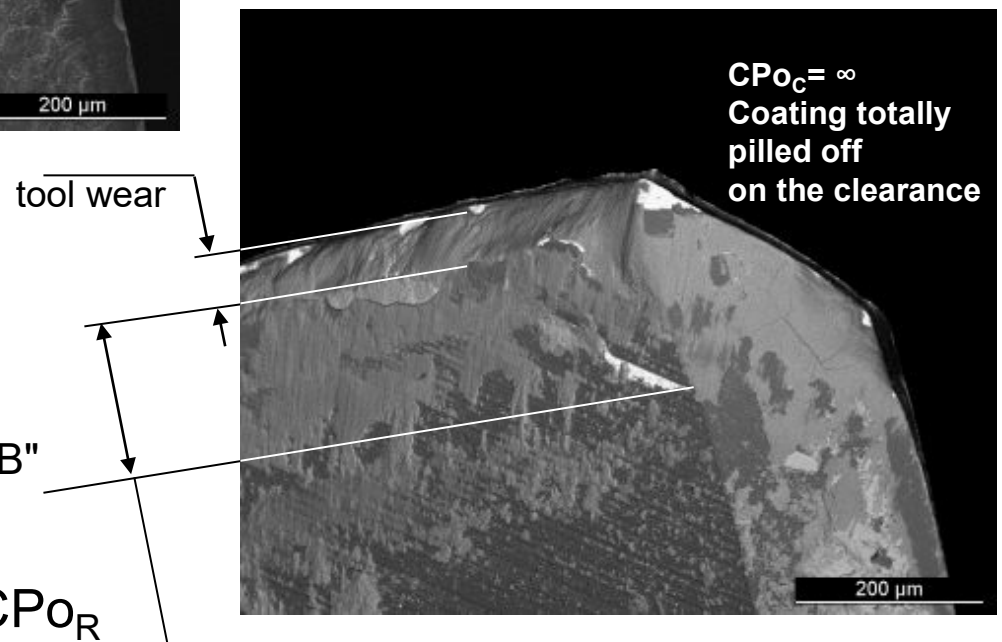 200 µm
CPo_C= ∞
Coating totally
pilled off
on the clearance
tool wear
B"
CPo_R
200 µm